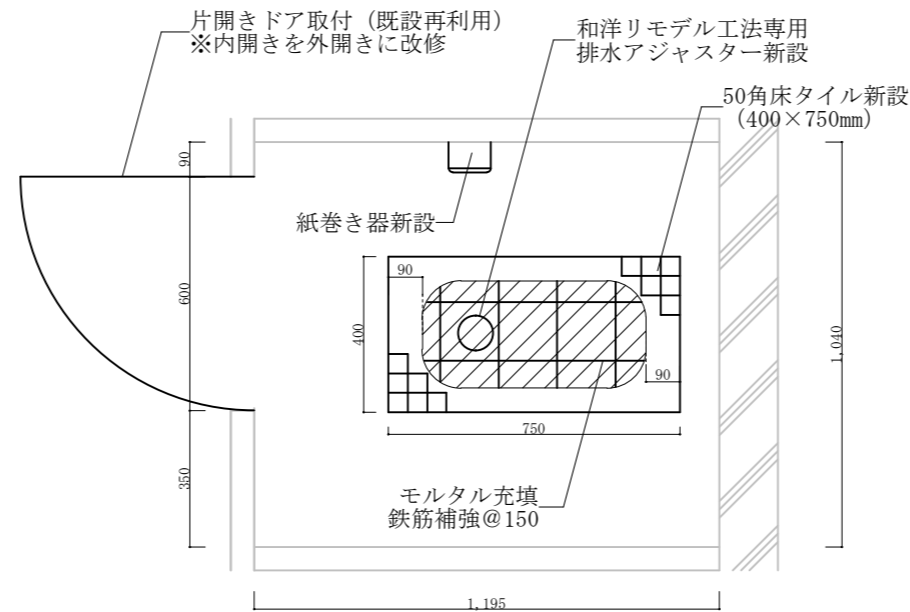 片開きドア取付（既設再利用）
※内開きを外開きに改修
和洋リモデル工法専用
排水アジャスター新設
50角床タイル新設
（400×750mm）
紙巻き器新設
モルタル充填
鉄筋補強@150
90
600
350
90
400
90
750
1,040
1,195